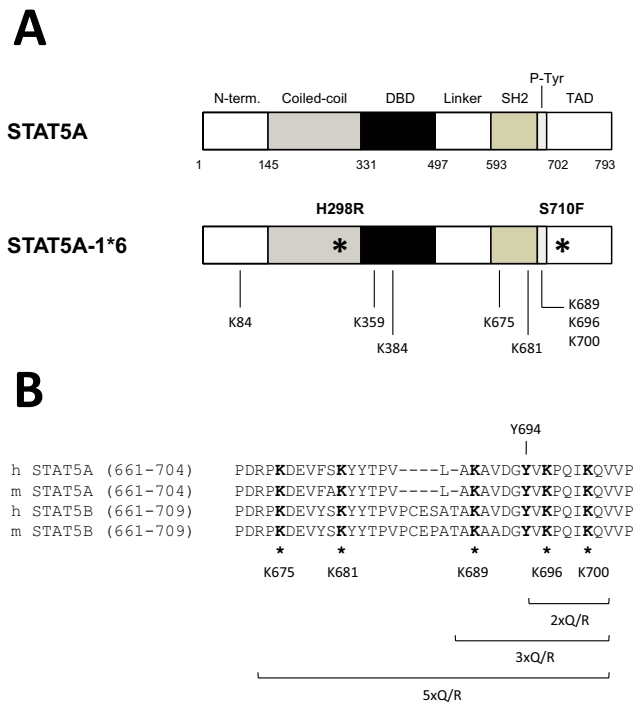 A
P-Tyr
N-term. Coiled-coil DBD Linker SH2 TAD
STAT5A
1 145 331 497 593 702 793
H298R S710F
STAT5A-1*6 * *
K84 K359 K384 K675 K681 K689
K696
K700
B
Y694
h STAT5A (661-704) PDRPKDEVFSKYYTPV----L-AKAVDGYVKPQIKQVVP
m STAT5A (661-704) PDRPKDEVFAKYYTPV----L-AKAVDGYVKPQIKQVVP
h STAT5B (661-709) PDRPKDEVYSKYYTPVPCESATAKAVDGYVKPQIKQVVP
m STAT5B (661-709) PDRPKDEVYSKYYTPVPCEPATAKAADGYVKPQIKQVVP
* * * * *
K675 K681 K689 K696 K700
2xQ/R
3xQ/R
5xQ/R